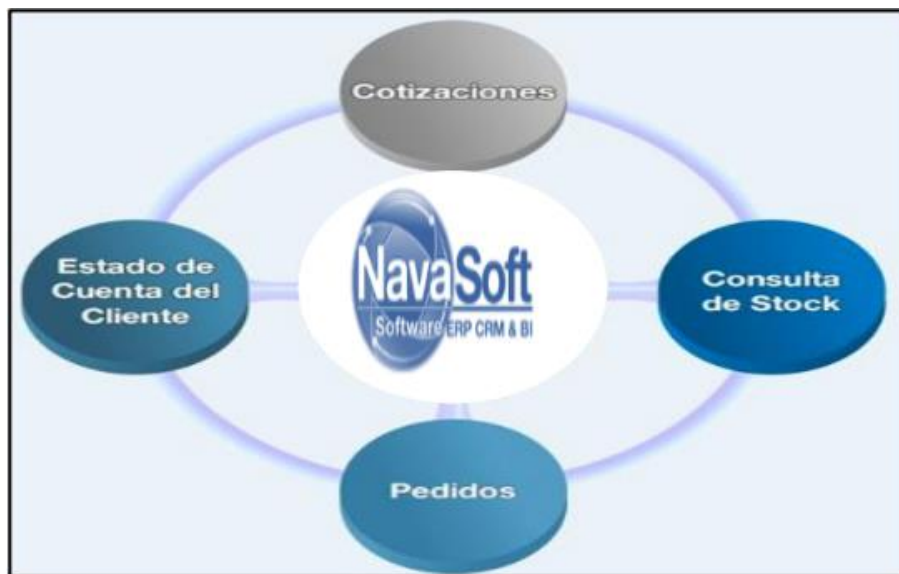 Cotizaciones
Estado de
Cuenta del
Cliente
NavaSoft
Software ERP CRM & BI
Consulta
de Stock
Pedidos